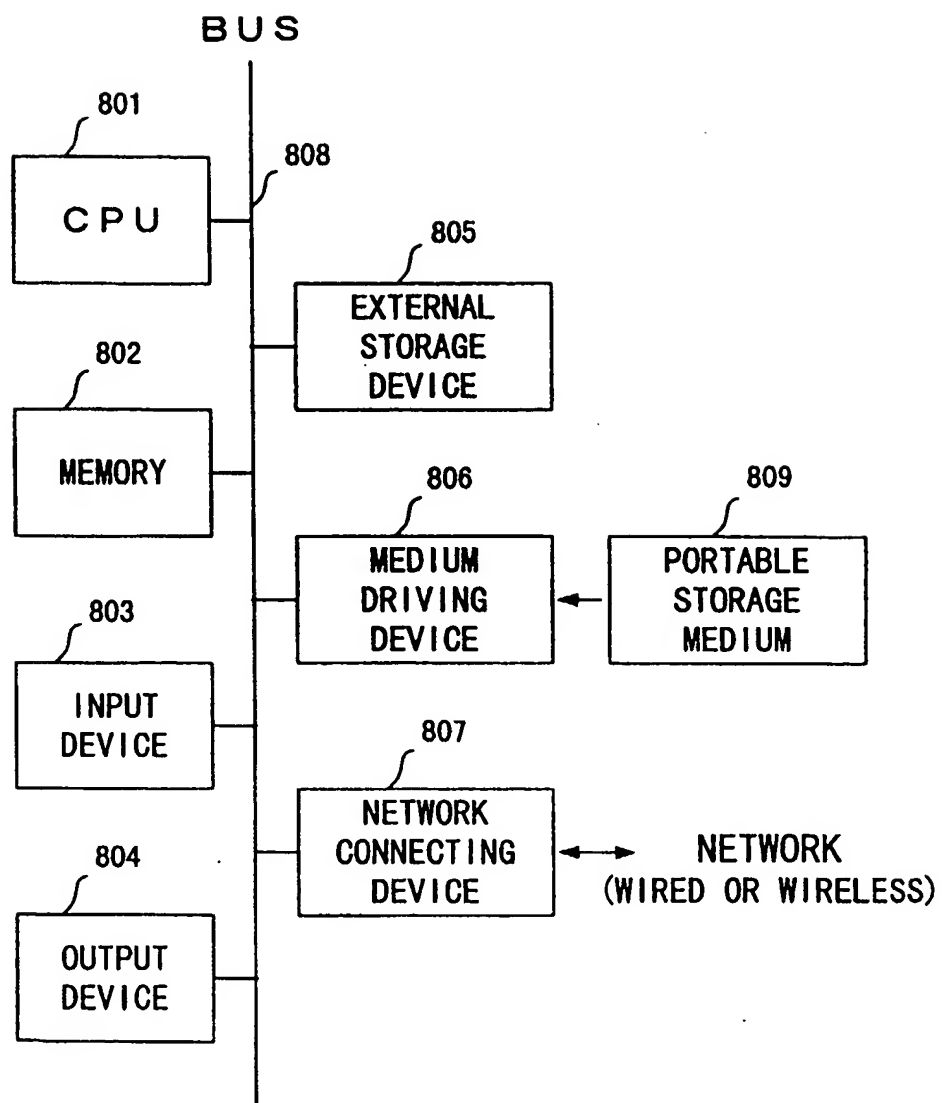 BUS
801
CPU
808
805
EXTERNAL
STORAGE
DEVICE
802
MEMORY
806
MEDIUM
DRIVING
DEVICE
809
PORTABLE
STORAGE
MEDIUM
803
INPUT
DEVICE
807
NETWORK
CONNECTING
DEVICE
NETWORK
(WIRED OR WIRELESS)
804
OUTPUT
DEVICE